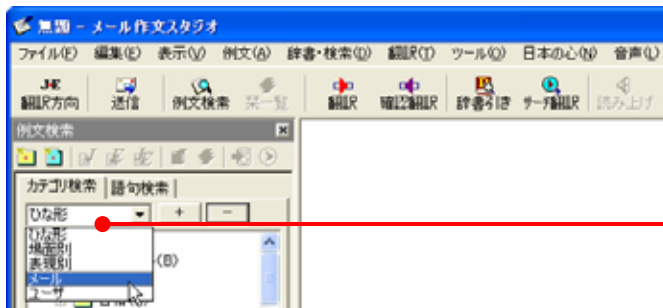 無題 - メール作文スタジオ
ファイル(F) 編集(E) 表示(V) 例文(A) 辞書・検索(D) 翻訳(T) ツール(O) 日本の心(N) 音声(L)
J·E
翻訳方向 送信 例文検索 栞一覧 翻訳 確認翻訳 辞書引き サーチ翻訳 読み上げ
例文検索
カテゴリ検索 語句検索
ひな形 + -
ひな形
場面別
表現別 (B)
メール
ユーザ